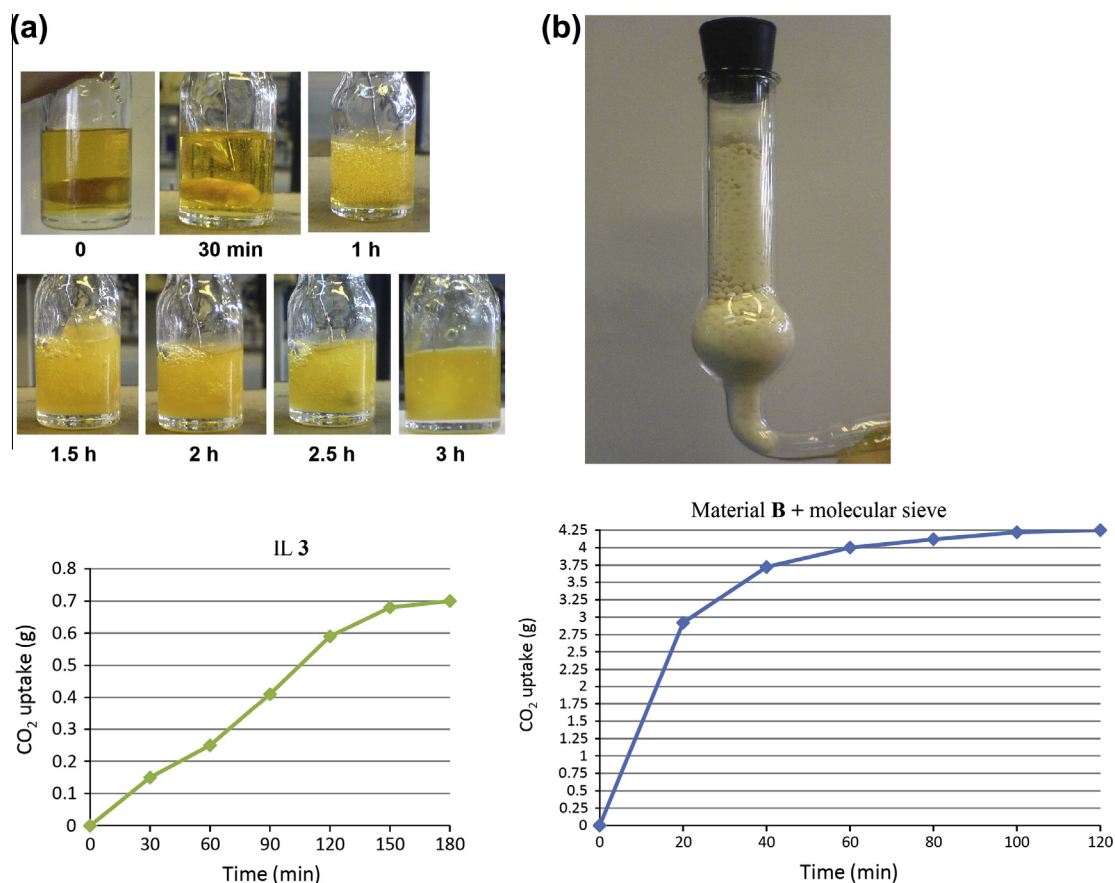 (a)
0
30 min
1 h
1.5 h
2 h
2.5 h
3 h
IL 3
CO2 uptake (g)
0.8
0.7
0.6
0.5
0.4
0.3
0.2
0.1
0
0 30 60 90 120 150 180
Time (min)
(b)
Material B + molecular sieve
CO2 uptake (g)
4.25
4
3.75
3.5
3.25
3
2.75
2.5
2.25
2
1.75
1.5
1.25
1
0.75
0.5
0.25
0
0 20 40 60 80 100 120
Time (min)